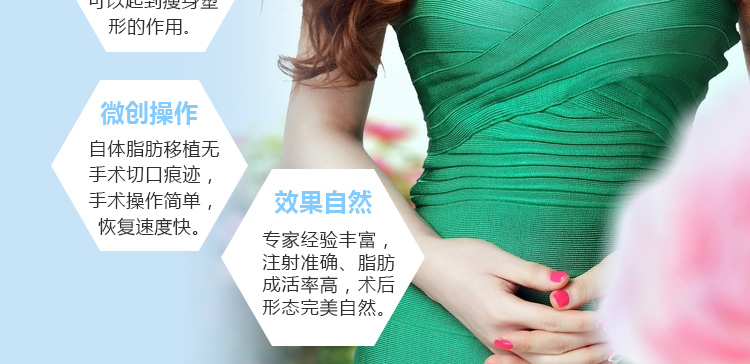 可以起到瘦身塑
形的作用。
微创操作
自体脂肪移植无
手术切口痕迹，
手术操作简单，
恢复速度快。
效果自然
专家经验丰富，
注射准确、脂肪
成活率高，术后
形态完美自然。